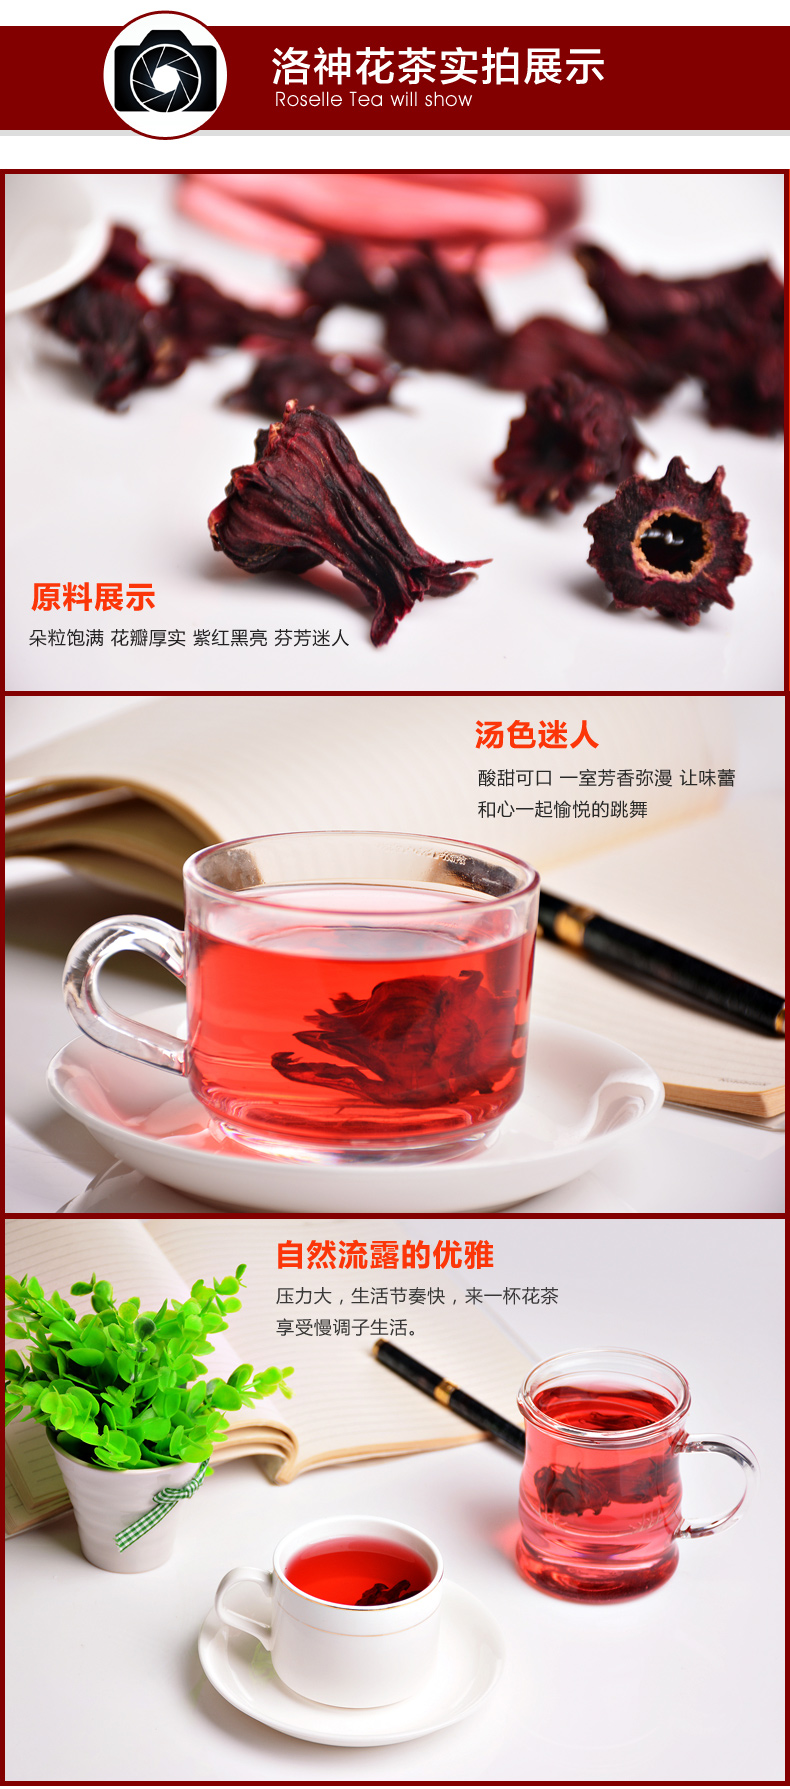 洛神花茶实拍展示
Roselle Tea will show
原料展示
朵粒饱满 花瓣厚实 紫红黑亮 芬芳迷人
汤色迷人
酸甜可口 一室芳香弥漫 让味蕾
和心一起愉悦的跳舞
自然流露的优雅
压力大，生活节奏快，来一杯花茶
享受慢调子生活。